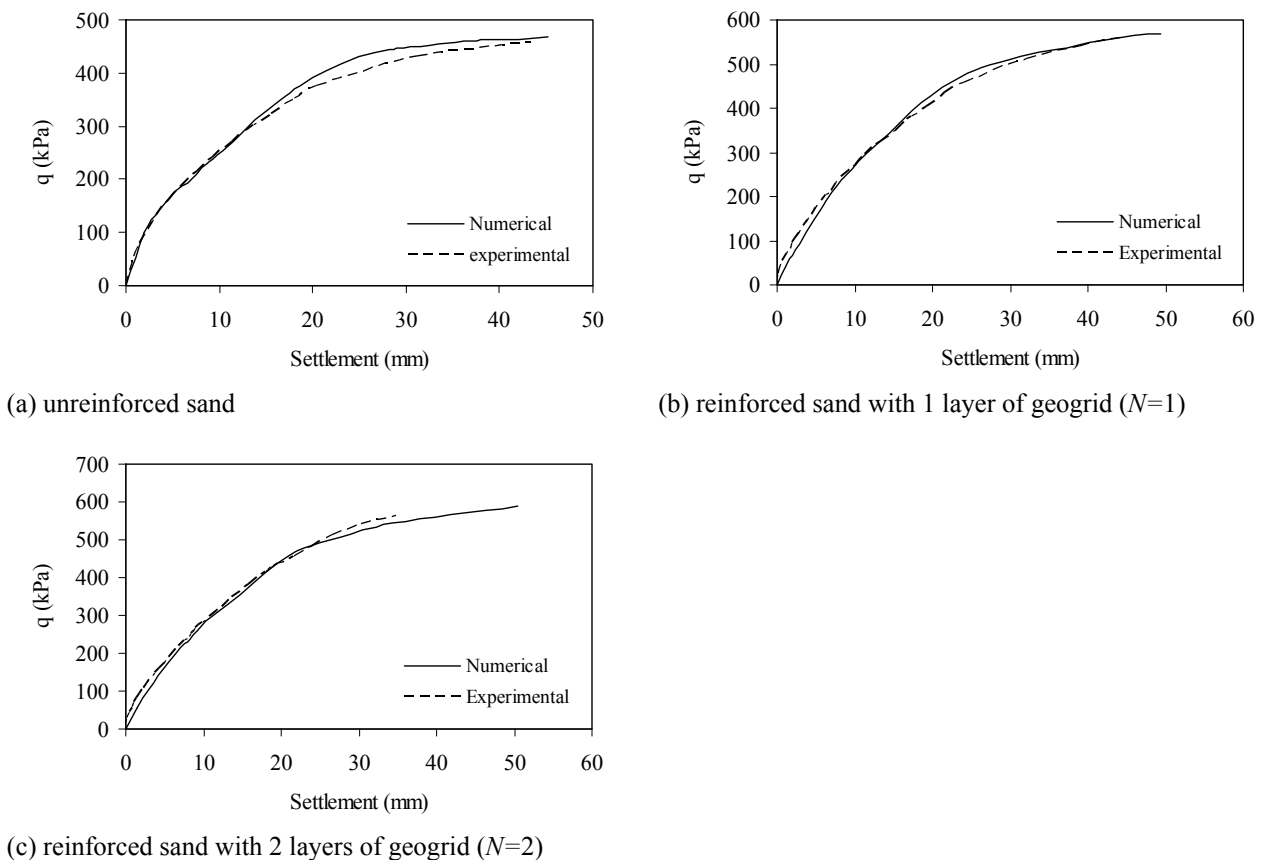 500
400
300
200
100
0
q (kPa)
Numerical
experimental
0 10 20 30 40 50
Settlement (mm)
(a) unreinforced sand
600
500
400
300
200
100
0
q (kPa)
Numerical
Experimental
0 10 20 30 40 50 60
Settlement (mm)
(b) reinforced sand with 1 layer of geogrid (N=1)
700
600
500
400
300
200
100
0
q (kPa)
Numerical
Experimental
0 10 20 30 40 50 60
Settlement (mm)
(c) reinforced sand with 2 layers of geogrid (N=2)